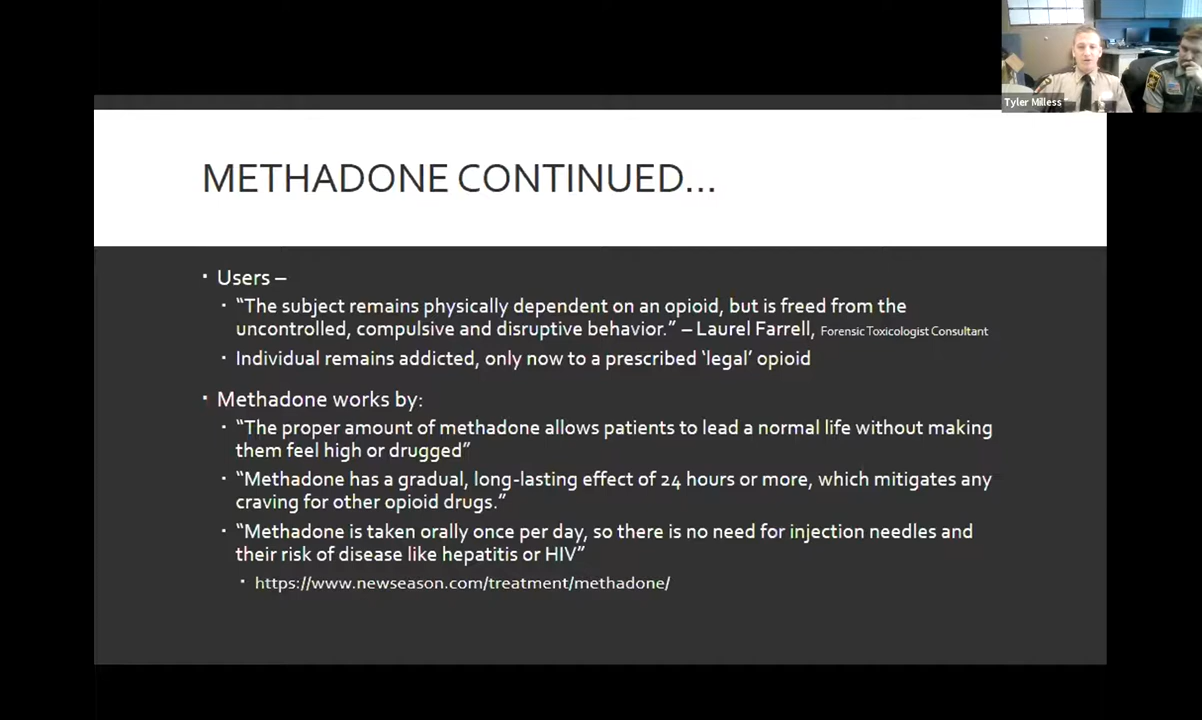 Tyler Milless
METHADONE CONTINUED...
▪ Users –
▪ “The subject remains physically dependent on an opioid, but is freed from the
uncontrolled, compulsive and disruptive behavior.” – Laurel Farrell, Forensic Toxicologist Consultant
▪ Individual remains addicted, only now to a prescribed ‘legal’ opioid
▪ Methadone works by:
▪ “The proper amount of methadone allows patients to lead a normal life without making
them feel high or drugged”
▪ “Methadone has a gradual, long-lasting effect of 24 hours or more, which mitigates any
craving for other opioid drugs.”
▪ “Methadone is taken orally once per day, so there is no need for injection needles and
their risk of disease like hepatitis or HIV”
▪ https://www.newseason.com/treatment/methadone/